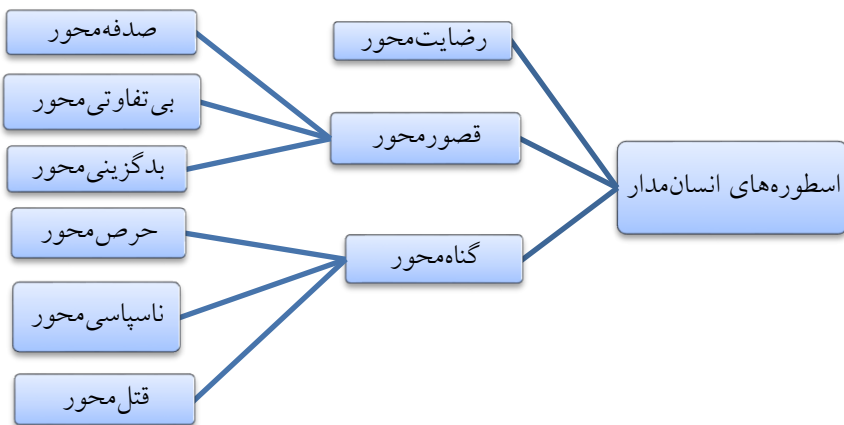 اسطوره‌های انسان‌مدار
رضایت‌محور
قصورمحور
صدفه‌محور
بی‌تفاوتی‌محور
بدگزینی‌محور
گناه‌محور
حرص‌محور
ناسپاسی‌محور
قتل‌محور